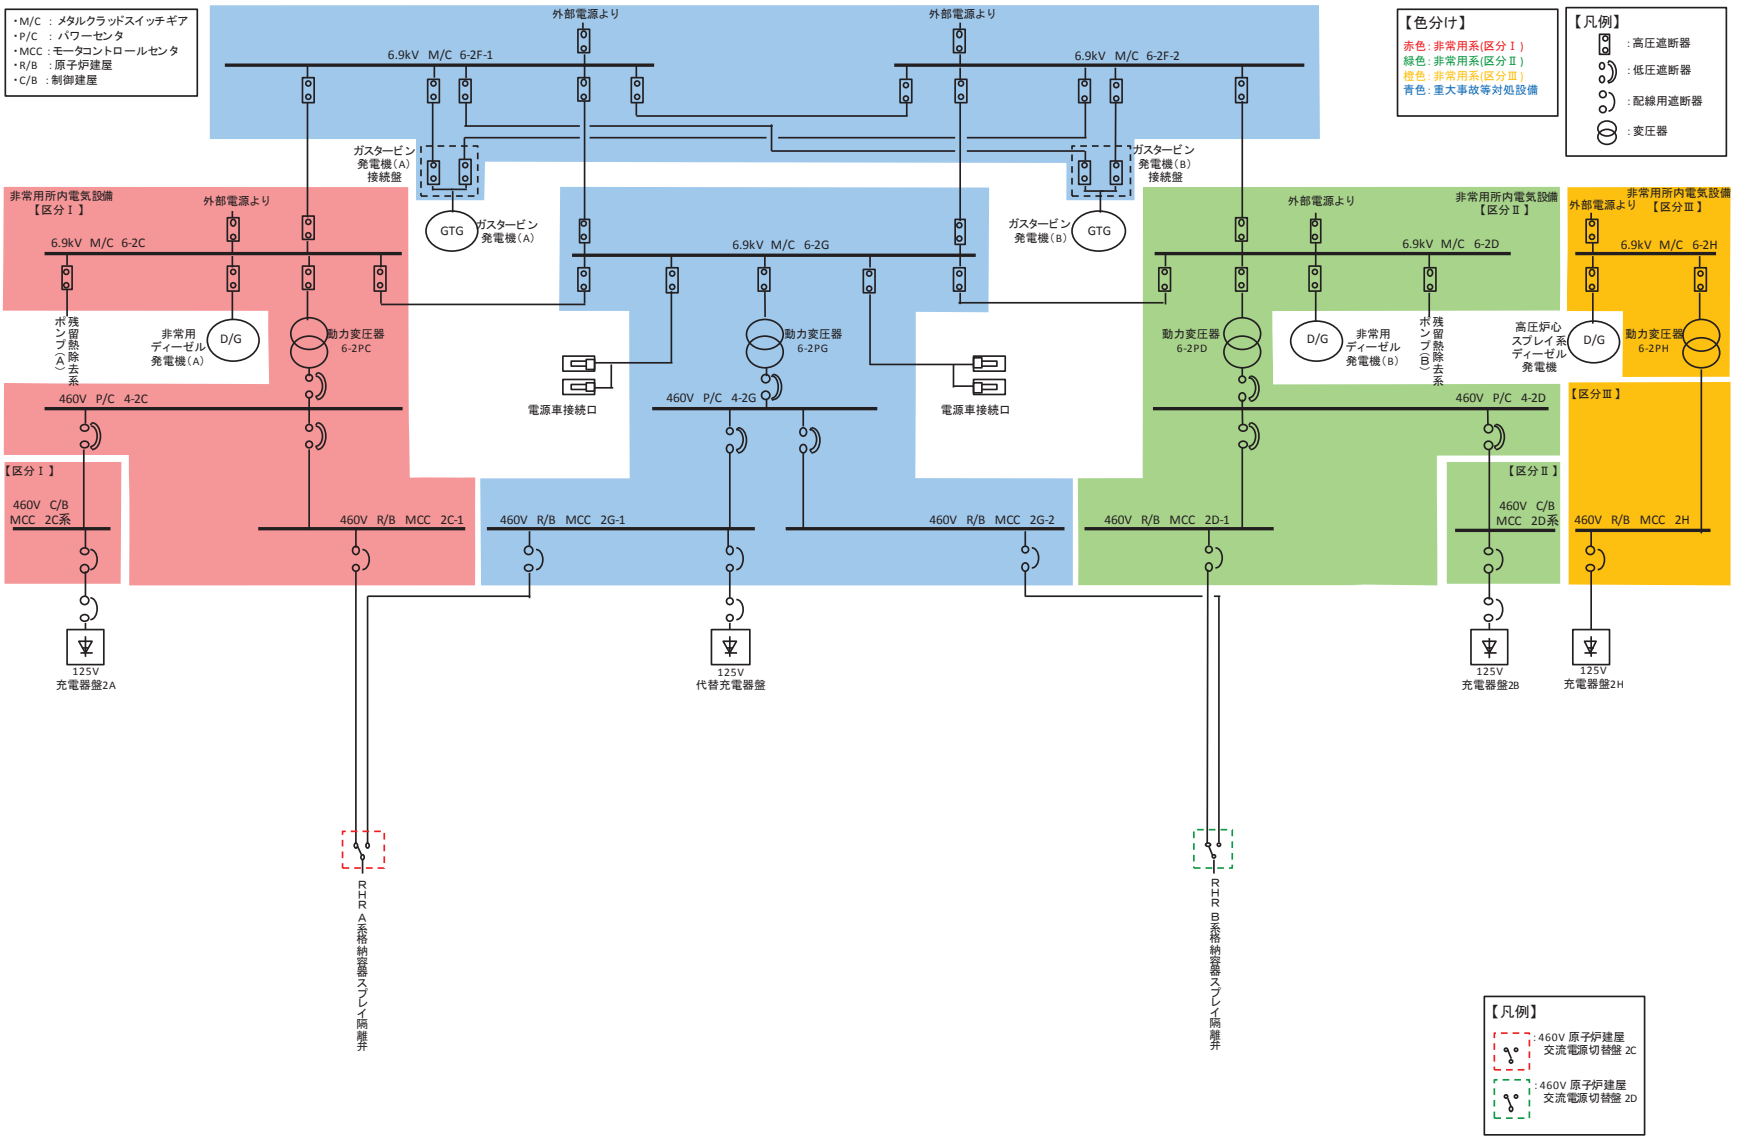 ・M/C ： メタルクラッドスイッチギア
・P/C ： パワーセンタ
・MCC ：モータコントロールセンタ
・R/B ：原子炉建屋
・C/B ：制御建屋
外部電源より
外部電源より
6.9kV M/C 6-2F-1
6.9kV M/C 6-2F-2
【色分け】
赤色：非常用系(区分Ⅰ)
緑色：非常用系(区分Ⅱ)
橙色：非常用系(区分Ⅲ)
青色：重大事故等対処設備
【凡例】
：高圧遮断器
：低圧遮断器
：配線用遮断器
：変圧器
ガスタービン
発電機(A)
接続盤
ガスタービン
発電機(B)
接続盤
GTG
ガスタービン
発電機(A)
ガスタービン
発電機(B)
GTG
非常用所内電気設備
【区分Ⅰ】
外部電源より
6.9kV M/C 6-2C
6.9kV M/C 6-2G
外部電源より
非常用所内電気設備
【区分Ⅱ】
6.9kV M/C 6-2D
非常用所内電気設備
外部電源より
【区分Ⅲ】
6.9kV M/C 6-2H
残留熱除去系
ポンプ(A)
非常用
ディーゼル
発電機(A)
D/G
動力変圧器
6-2PC
動力変圧器
6-2PG
動力変圧器
6-2PD
D/G
非常用
ディーゼル
発電機(B)
残留熱除去系
ポンプ(B)
高圧炉心
スプレイ系
ディーゼル
発電機
D/G
動力変圧器
6-2PH
電源車接続口
電源車接続口
460V P/C 4-2C
460V P/C 4-2G
460V P/C 4-2D
【区分Ⅲ】
【区分Ⅰ】
460V C/B
MCC 2C系
460V R/B MCC 2C-1
460V R/B MCC 2G-1
460V R/B MCC 2G-2
460V R/B MCC 2D-1
【区分Ⅱ】
460V C/B
MCC 2D系
460V R/B MCC 2H
125V
充電器盤2A
125V
代替充電器盤
125V
充電器盤2B
125V
充電器盤2H
RHR A系格納容器スプレイ隔離弁
RHR B系格納容器スプレイ隔離弁
【凡例】
：460V 原子炉建屋
交流電源切替盤 2C
：460V 原子炉建屋
交流電源切替盤 2D